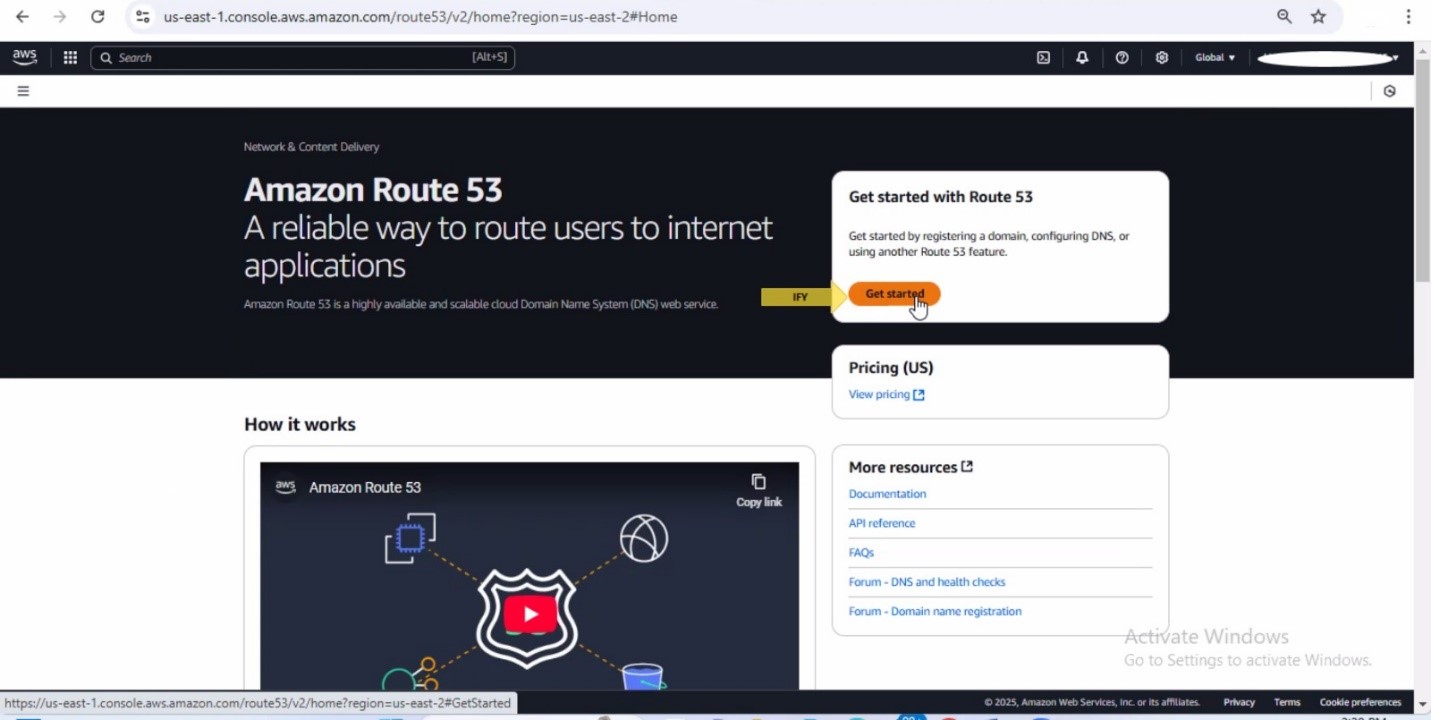 us-east-1.console.aws.amazon.com/route53/v2/home?region=us-east-2#Home
aws
Search
[Alt+S]
Global
Network & Content Delivery
Amazon Route 53
A reliable way to route users to internet
applications
Amazon Route 53 is a highly available and scalable cloud Domain Name System (DNS) web service.
Get started with Route 53
Get started by registering a domain, configuring DNS, or
using another Route 53 feature.
IFY
Get started
Pricing (US)
View pricing
How it works
aws
Amazon Route 53
Copy link
More resources
Documentation
API reference
FAQs
Forum - DNS and health checks
Forum - Domain name registration
Activate Windows
Go to Settings to activate Windows.
https://us-east-1.console.aws.amazon.com/route53/v2/home?region=us-east-2#GetStarted
© 2025, Amazon Web Services, Inc. or its affiliates.
Privacy
Terms
Cookie preferences